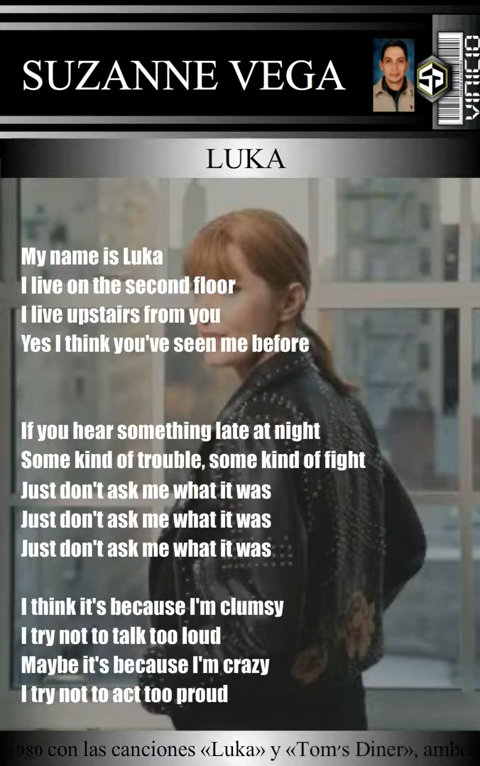 SUZANNE VEGA
VINICIO
LUKA
My name is Luka
I live on the second floor
I live upstairs from you
Yes I think you've seen me before
If you hear something late at night
Some kind of trouble, some kind of fight
Just don't ask me what it was
Just don't ask me what it was
Just don't ask me what it was
I think it's because I'm clumsy
I try not to talk too loud
Maybe it's because I'm crazy
I try not to act too proud
1980 con las canciones «Luka» y «Tom's Diner», ambo